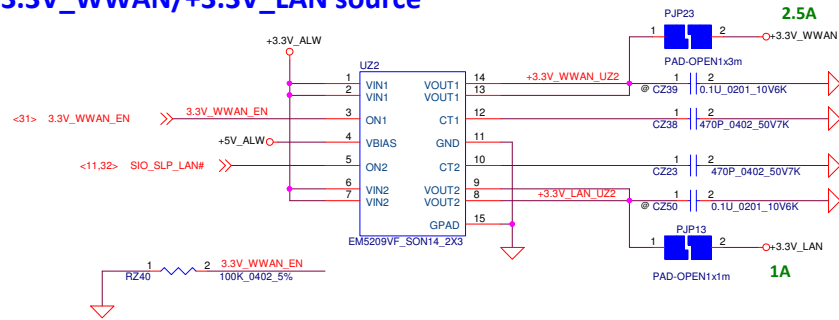 3.3V_WWAN/+3.3V_LAN source
PJP23
2.5A
1 2
+3.3V_WWAN
PAD-OPEN1x3m
+3.3V_ALW
UZ2
1 VIN1 VOUT1 14 +3.3V_WWAN_UZ2
2 VIN1 VOUT1 13
@ CZ39 1 2 0.1U_0201_10V6K
<31> 3.3V_WWAN_EN 3.3V_WWAN_EN 3 ON1 CT1 12
CZ38 1 2 470P_0402_50V7K
+5V_ALW 4 VBIAS GND 11
<11,32> SIO_SLP_LAN# 5 ON2 CT2 10
CZ23 1 2 470P_0402_50V7K
6 VIN2 VOUT2 9
7 VIN2 VOUT2 8 +3.3V_LAN_UZ2
@ CZ50 1 2 0.1U_0201_10V6K
GPAD 15
EM5209VF_SON14_2X3
PJP13
1 2
+3.3V_LAN
PAD-OPEN1x1m
1A
1 2 3.3V_WWAN_EN
RZ40 100K_0402_5%